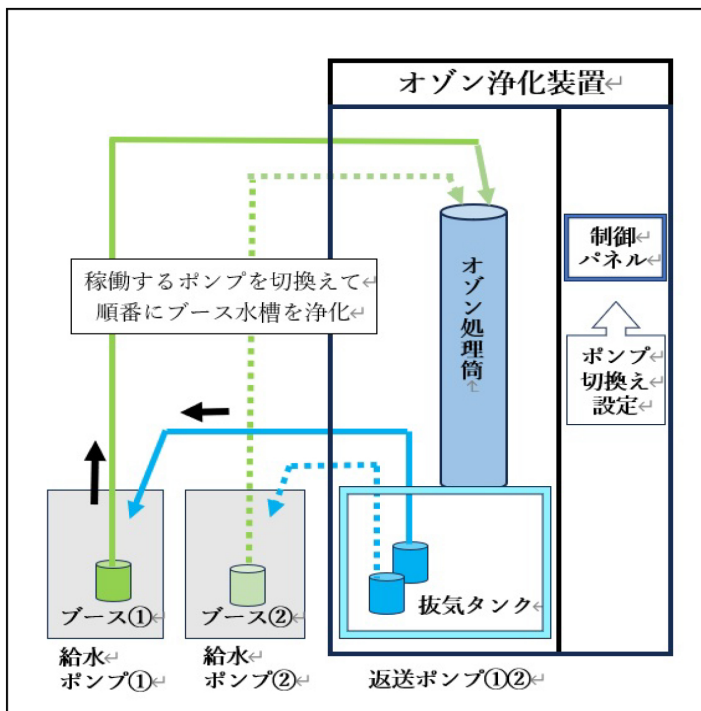 オゾン浄化装置
制御
パネル
稼働するポンプを切換えて
順番にブース水槽を浄化
オゾン処理筒
ポンプ
切換え
設定
ブース①
ブース②
抜気タンク
給水
ポンプ①
給水
ポンプ②
返送ポンプ①②